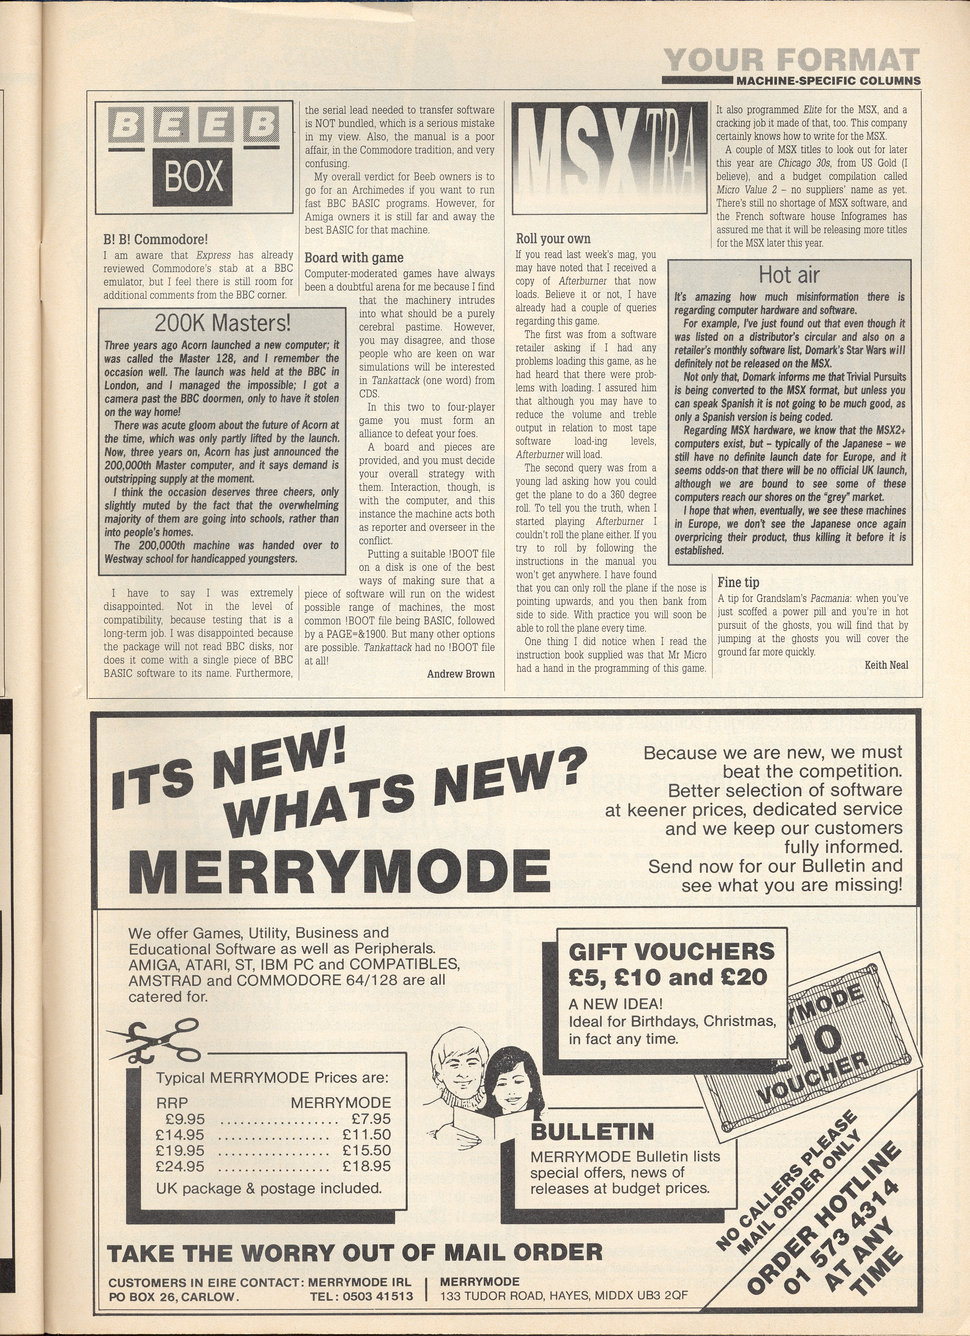 YOUR FORMAT
MACHINE-SPECIFIC COLUMNS
BEEB
BOX
B! B! Commodore!
I am aware that Express has already
reviewed Commodore's stab at a BBC
emulator, but I feel there is still room for
additional comments from the BBC corner.
200K Masters!
Three years ago Acorn launched a new computer; it
was called the Master 128, and I remember the
occasion well. The launch was held at the BBC in
London, and I managed the impossible; I got a
camera past the BBC doormen, only to have it stolen
on the way home!
There was acute gloom about the future of Acorn at
the time, which was only partly lifted by the launch.
Now, three years on, Acorn has just announced the
200,000th Master computer, and it says demand is
outstripping supply at the moment.
I think the occasion deserves three cheers, only
slightly muted by the fact that the overwhelming
majority of them are going into schools, rather than
into people's homes.
The 200,000th machine was handed over to
Westway school for handicapped youngsters.
I have to say I was extremely
disappointed. Not in the level of
compatibility, because testing that is a
long-term job. I was disappointed because
the package will not read BBC disks, nor
does it come with a single piece of BBC
BASIC software to its name. Furthermore,
the serial lead needed to transfer software
is NOT bundled, which is a serious mistake
in my view. Also, the manual is a poor
affair, in the Commodore tradition, and very
confusing.
My overall verdict for Beeb owners is to
go for an Archimedes if you want to run
fast BBC BASIC programs. However, for
Amiga owners it is still far and away the
best BASIC for that machine.
Board with game
Computer-moderated games have always
been a doubtful arena for me because I find
that the machinery intrudes
into what should be a purely
cerebral pastime. However,
you may disagree, and those
people who are keen on war
simulations will be interested
in Tankattack (one word) from
CDS.
In this two to four-player
game you must form an
alliance to defeat your foes.
A board and pieces are
provided, and you must decide
your overall strategy with
them. Interaction, though, is
with the computer, and this
instance the machine acts both
as reporter and overseer in the
conflict.
Putting a suitable !BOOT file
on a disk is one of the best
ways of making sure that a
piece of software will run on the widest
possible range of machines, the most
common !BOOT file being BASIC, followed
by a PAGE=&1900. But many other options
are possible. Tankattack had no !BOOT file
at all!
Andrew Brown
MSXTRA
Roll your own
If you read last week's mag, you
may have noted that I received a
copy of Afterburner that now
loads. Believe it or not, I have
already had a couple of queries
regarding this game.
The first was from a software
retailer asking if I had any
problems loading this game, as he
had heard that there were prob-
lems with loading. I assured him
that although you may have to
reduce the volume and treble
output in relation to most tape
software load-ing levels,
Afterburner will load.
The second query was from a
young lad asking how you could
get the plane to do a 360 degree
roll. To tell you the truth, when I
started playing Afterburner I
couldn't roll the plane either. If you
try to roll by following the
instructions in the manual you
won't get anywhere. I have found
that you can only roll the plane if the nose is
pointing upwards, and you then bank from
side to side. With practice you will soon be
able to roll the plane every time.
One thing I did notice when I read the
instruction book supplied was that Mr Micro
had a hand in the programming of this game.
It also programmed Elite for the MSX, and a
cracking job it made of that, too. This company
certainly knows how to write for the MSX.
A couple of MSX titles to look out for later
this year are Chicago 30s, from US Gold (I
believe), and a budget compilation called
Micro Value 2 – no suppliers' name as yet.
There's still no shortage of MSX software, and
the French software house Infogrames has
assured me that it will be releasing more titles
for the MSX later this year.
Hot air
It's amazing how much misinformation there is
regarding computer hardware and software.
For example, I've just found out that even though it
was listed on a distributor's circular and also on a
retailer's monthly software list, Domark's Star Wars will
definitely not be released on the MSX.
Not only that, Domark informs me that Trivial Pursuits
is being converted to the MSX format, but unless you
can speak Spanish it is not going to be much good, as
only a Spanish version is being coded.
Regarding MSX hardware, we know that the MSX2+
computers exist, but – typically of the Japanese – we
still have no definite launch date for Europe, and it
seems odds-on that there will be no official UK launch,
although we are bound to see some of these
computers reach our shores on the "grey" market.
I hope that when, eventually, we see these machines
in Europe, we don't see the Japanese once again
overpricing their product, thus killing it before it is
established.
Fine tip
A tip for Grandslam's Pacmania: when you've
just scoffed a power pill and you're in hot
pursuit of the ghosts, you will find that by
jumping at the ghosts you will cover the
ground far more quickly.
Keith Neal
ITS NEW!
WHATS NEW?
MERRYMODE
Because we are new, we must
beat the competition.
Better selection of software
at keener prices, dedicated service
and we keep our customers
fully informed.
Send now for our Bulletin and
see what you are missing!
We offer Games, Utility, Business and
Educational Software as well as Peripherals.
AMIGA, ATARI, ST, IBM PC and COMPATIBLES,
AMSTRAD and COMMODORE 64/128 are all
catered for.
GIFT VOUCHERS
£5, £10 and £20
A NEW IDEA!
Ideal for Birthdays, Christmas,
in fact any time.
YMODE
10
VOUCHER
Typical MERRYMODE Prices are:
RRP MERRYMODE
£9.95 .................. £7.95
£14.95 ................. £11.50
£19.95 ................. £15.50
£24.95 ................. £18.95
UK package & postage included.
BULLETIN
MERRYMODE Bulletin lists
special offers, news of
releases at budget prices.
NO CALLERS PLEASE
MAIL ORDER ONLY
ORDER HOTLINE
01 573 4314
AT ANY
TIME
TAKE THE WORRY OUT OF MAIL ORDER
CUSTOMERS IN EIRE CONTACT: MERRYMODE IRL
PO BOX 26, CARLOW. TEL: 0503 41513
MERRYMODE
133 TUDOR ROAD, HAYES, MIDDX UB3 2QF